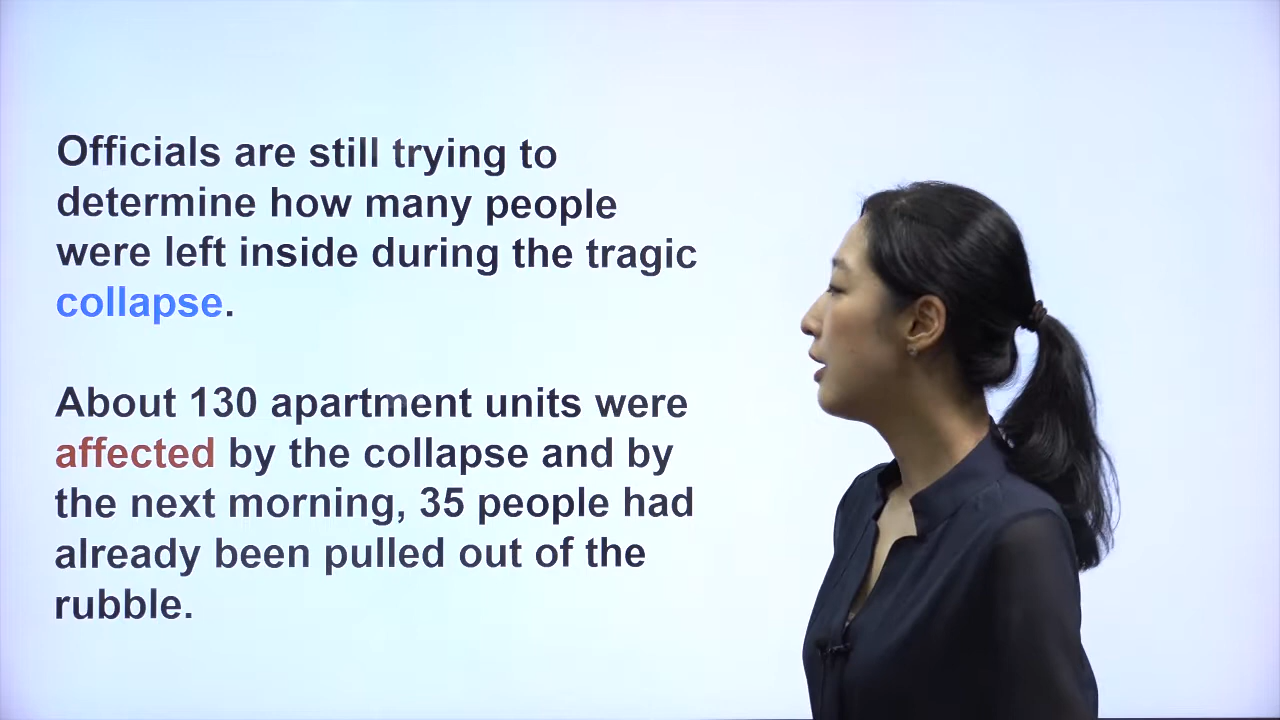 Officials are still trying to
determine how many people
were left inside during the tragic
collapse.
About 130 apartment units were
affected by the collapse and by
the next morning, 35 people had
already been pulled out of the
rubble.